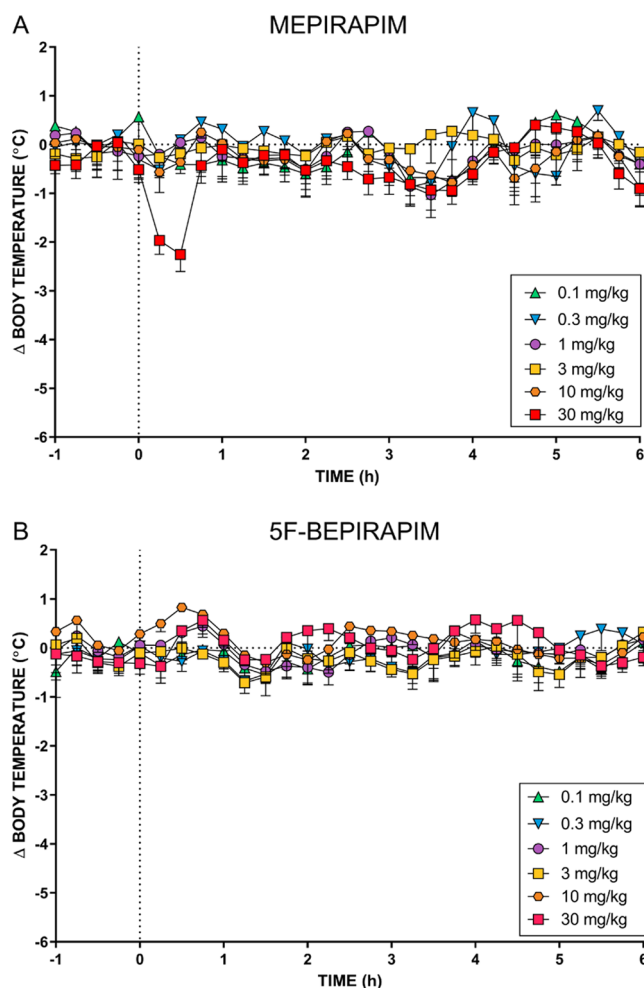 A
MEPIRAPIM
2
1
0
-1
-2
-3
-4
-5
-6
Δ BODY TEMPERATURE (°C)
0.1 mg/kg
0.3 mg/kg
1 mg/kg
3 mg/kg
10 mg/kg
30 mg/kg
-1 0 1 2 3 4 5 6
TIME (h)
B
5F-BEPIRAPIM
2
1
0
-1
-2
-3
-4
-5
-6
Δ BODY TEMPERATURE (°C)
0.1 mg/kg
0.3 mg/kg
1 mg/kg
3 mg/kg
10 mg/kg
30 mg/kg
-1 0 1 2 3 4 5 6
TIME (h)